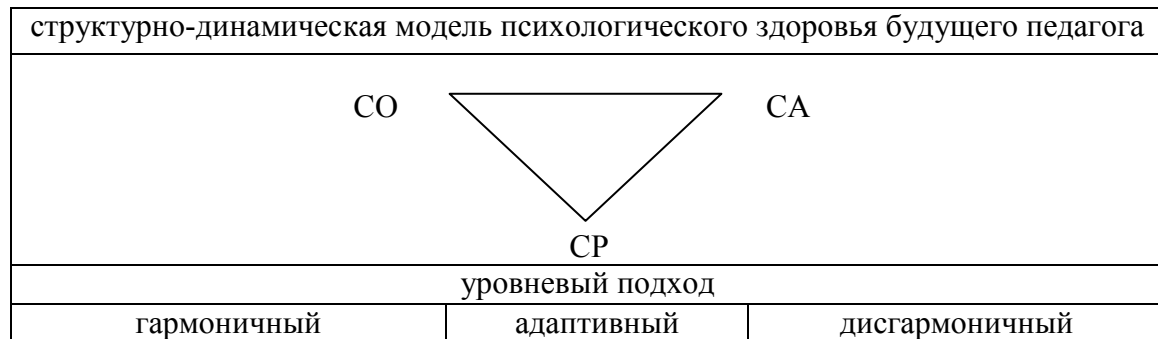 структурно-динамическая модель психологического здоровья будущего педагога
СО СА
СР
уровневый подход
гармоничный адаптивный дисгармоничный